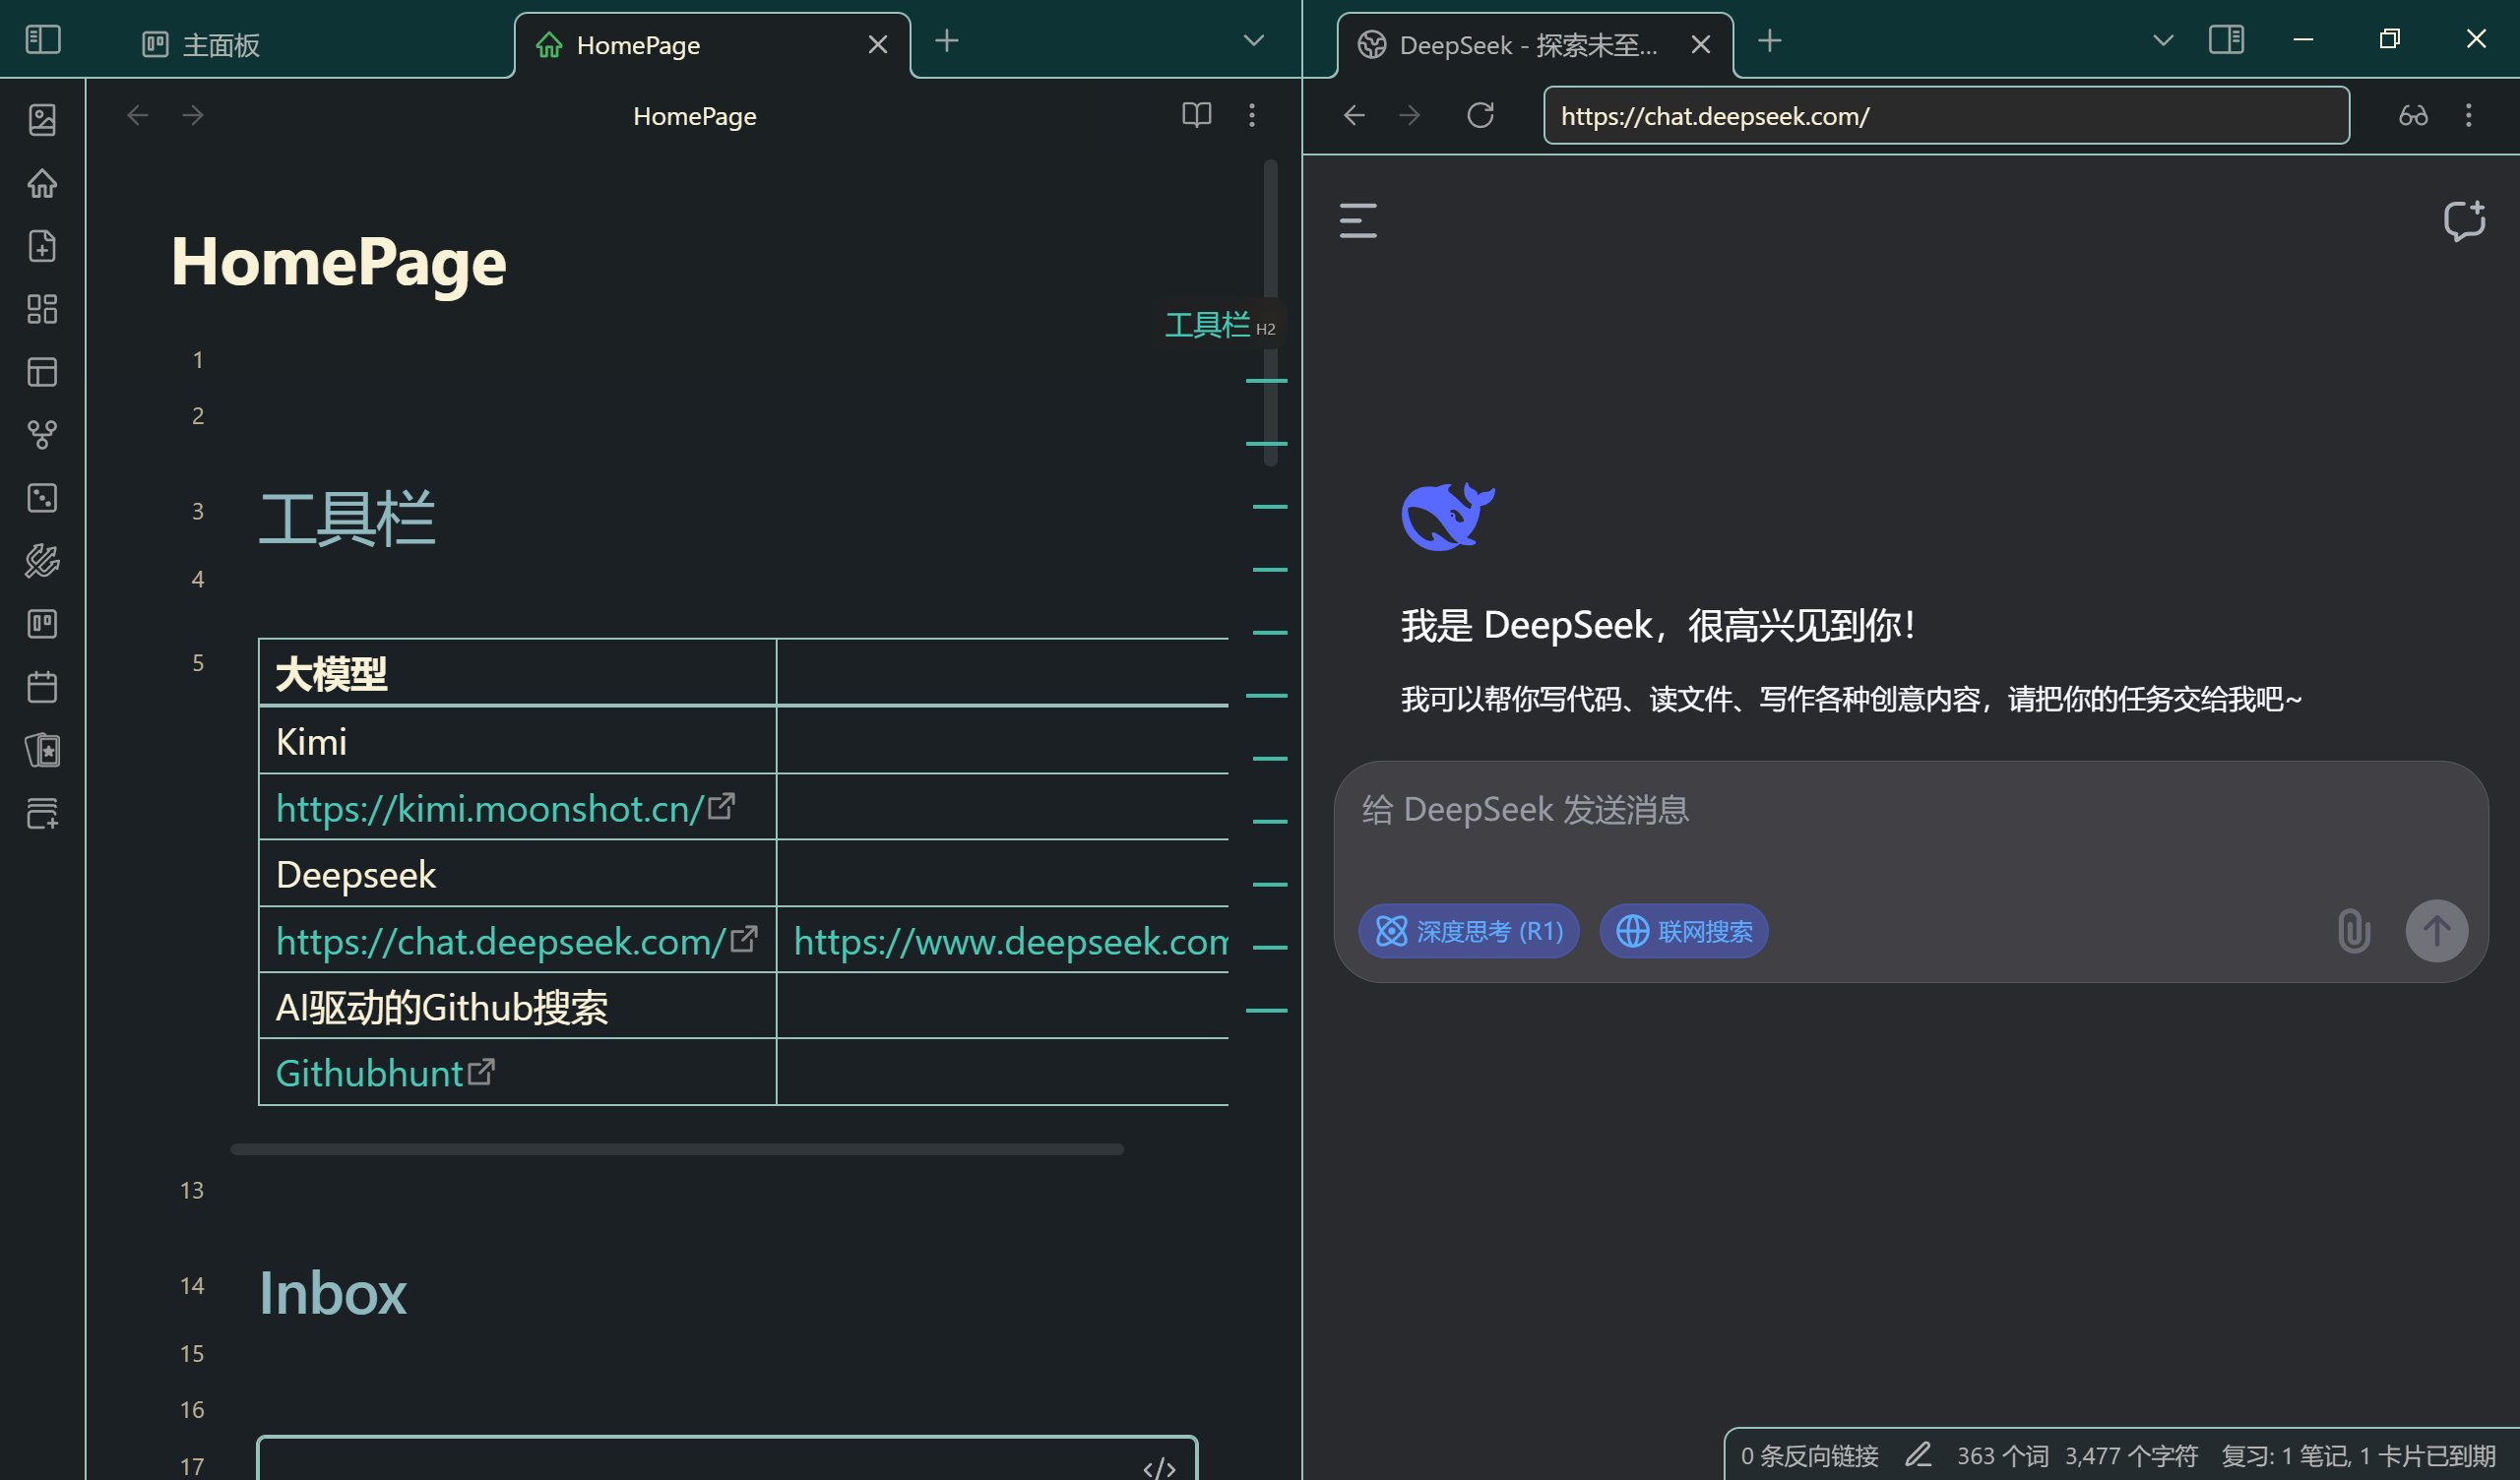 主面板
HomePage
DeepSeek - 探索未至...
HomePage
https://chat.deepseek.com/
HomePage
工具栏 H2
1
2
3 工具栏
4
5
大模型
Kimi
https://kimi.moonshot.cn/
Deepseek
https://chat.deepseek.com/ https://www.deepseek.com
AI驱动的Github搜索
Githubhunt
13
14 Inbox
15
16
17
</>
我是 DeepSeek，很高兴见到你！
我可以帮你写代码、读文件、写作各种创意内容，请把你的任务交给我吧~
给 DeepSeek 发送消息
深度思考 (R1) 联网搜索
0 条反向链接 363 个词 3,477 个字符 复习: 1 笔记, 1 卡片已到期